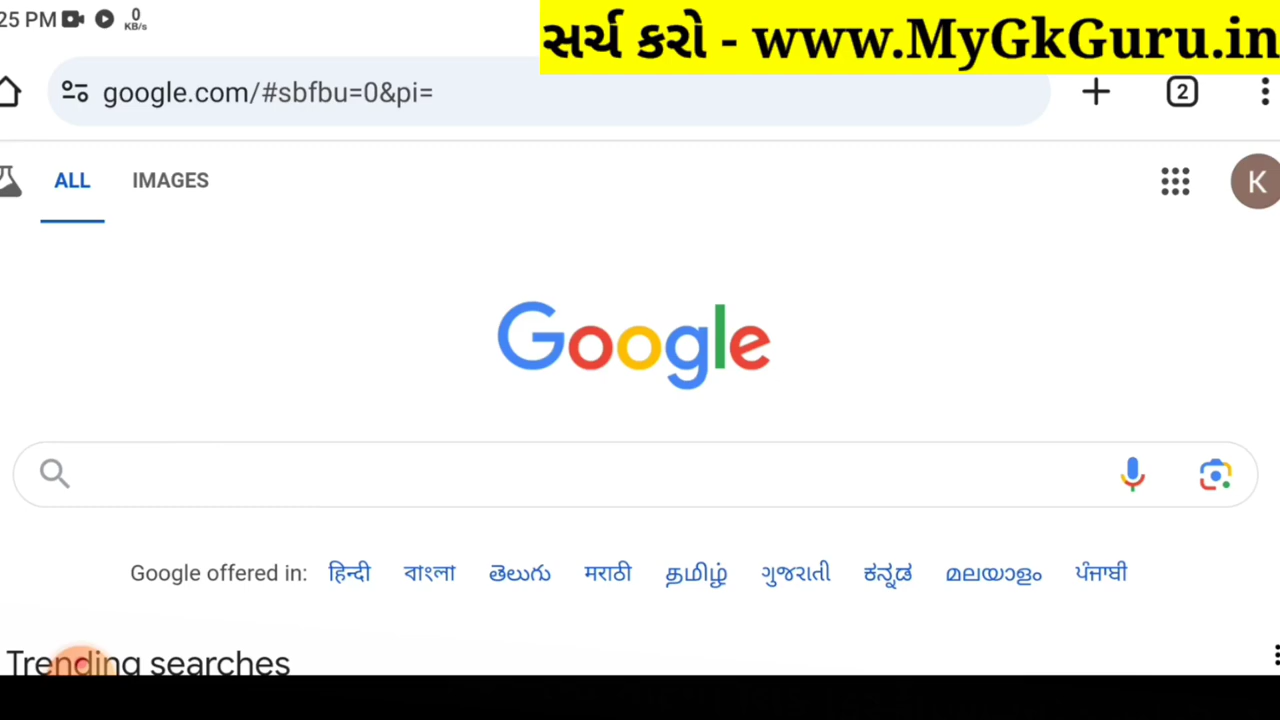 25 PM 0 KB/s
સર્ચ કરો - www.MyGkGuru.in
google.com/#sbfbu=0&pi=
2
ALL IMAGES
K
Google
Google offered in: हिन्दी বাংলা తెలుగు मराठी தமிழ் ગુજરાતી ಕನ್ನಡ മലയാളം ਪੰਜਾਬੀ
Trending searches